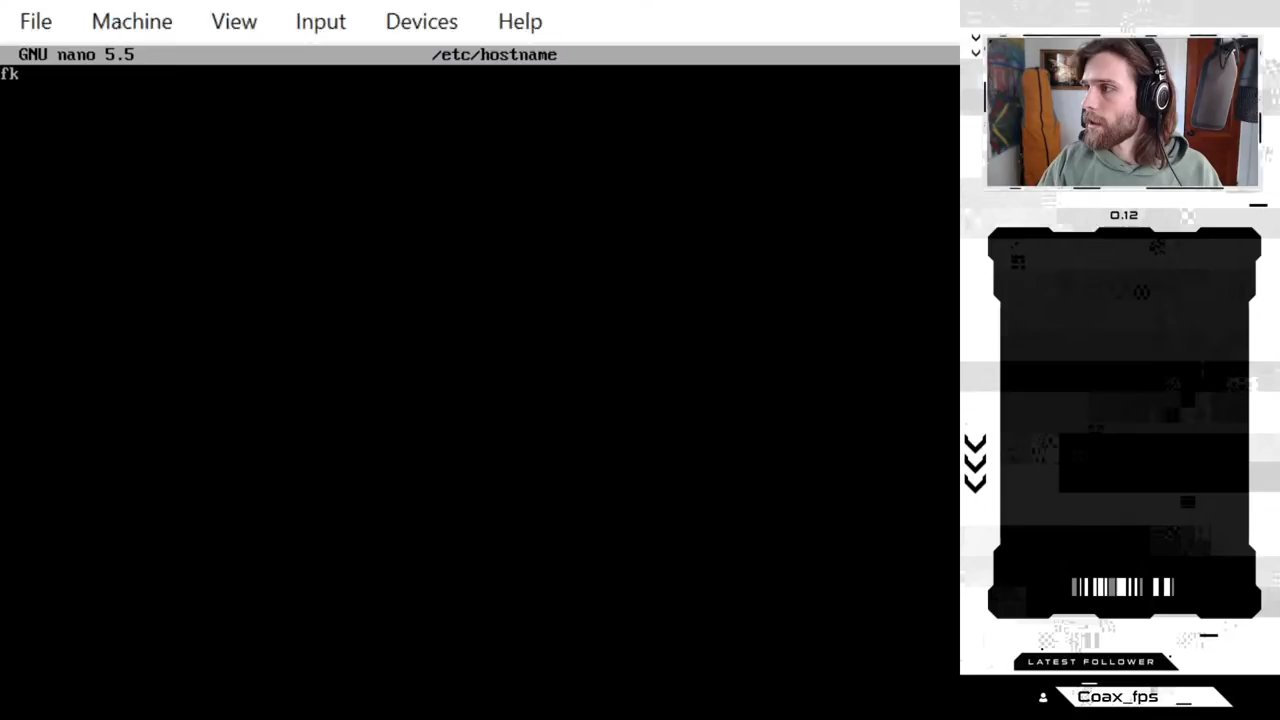 File Machine View Input Devices Help
GNU nano 5.5 /etc/hostname
fk
0.12
LATEST FOLLOWER
Coax_fps